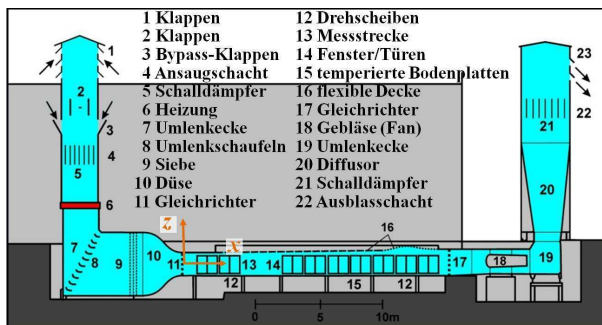 1 Klappen
2 Klappen
3 Bypass-Klappen
4 Ansaugschacht
5 Schalldämpfer
6 Heizung
7 Umlenkecke
8 Umlenkschaufeln
9 Siebe
10 Düse
11 Gleichrichter
12 Drehscheiben
13 Messstrecke
14 Fenster/Türen
15 temperierte Bodenplatten
16 flexible Decke
17 Gleichrichter
18 Gebläse (Fan)
19 Umlenkecke
20 Diffusor
21 Schalldämpfer
22 Ausblasschacht
1
2
3
4
5
6
7
8
9
10
11
z
x
13
14
16
12
15
12
17
18
19
20
21
22
23
0
5
10m